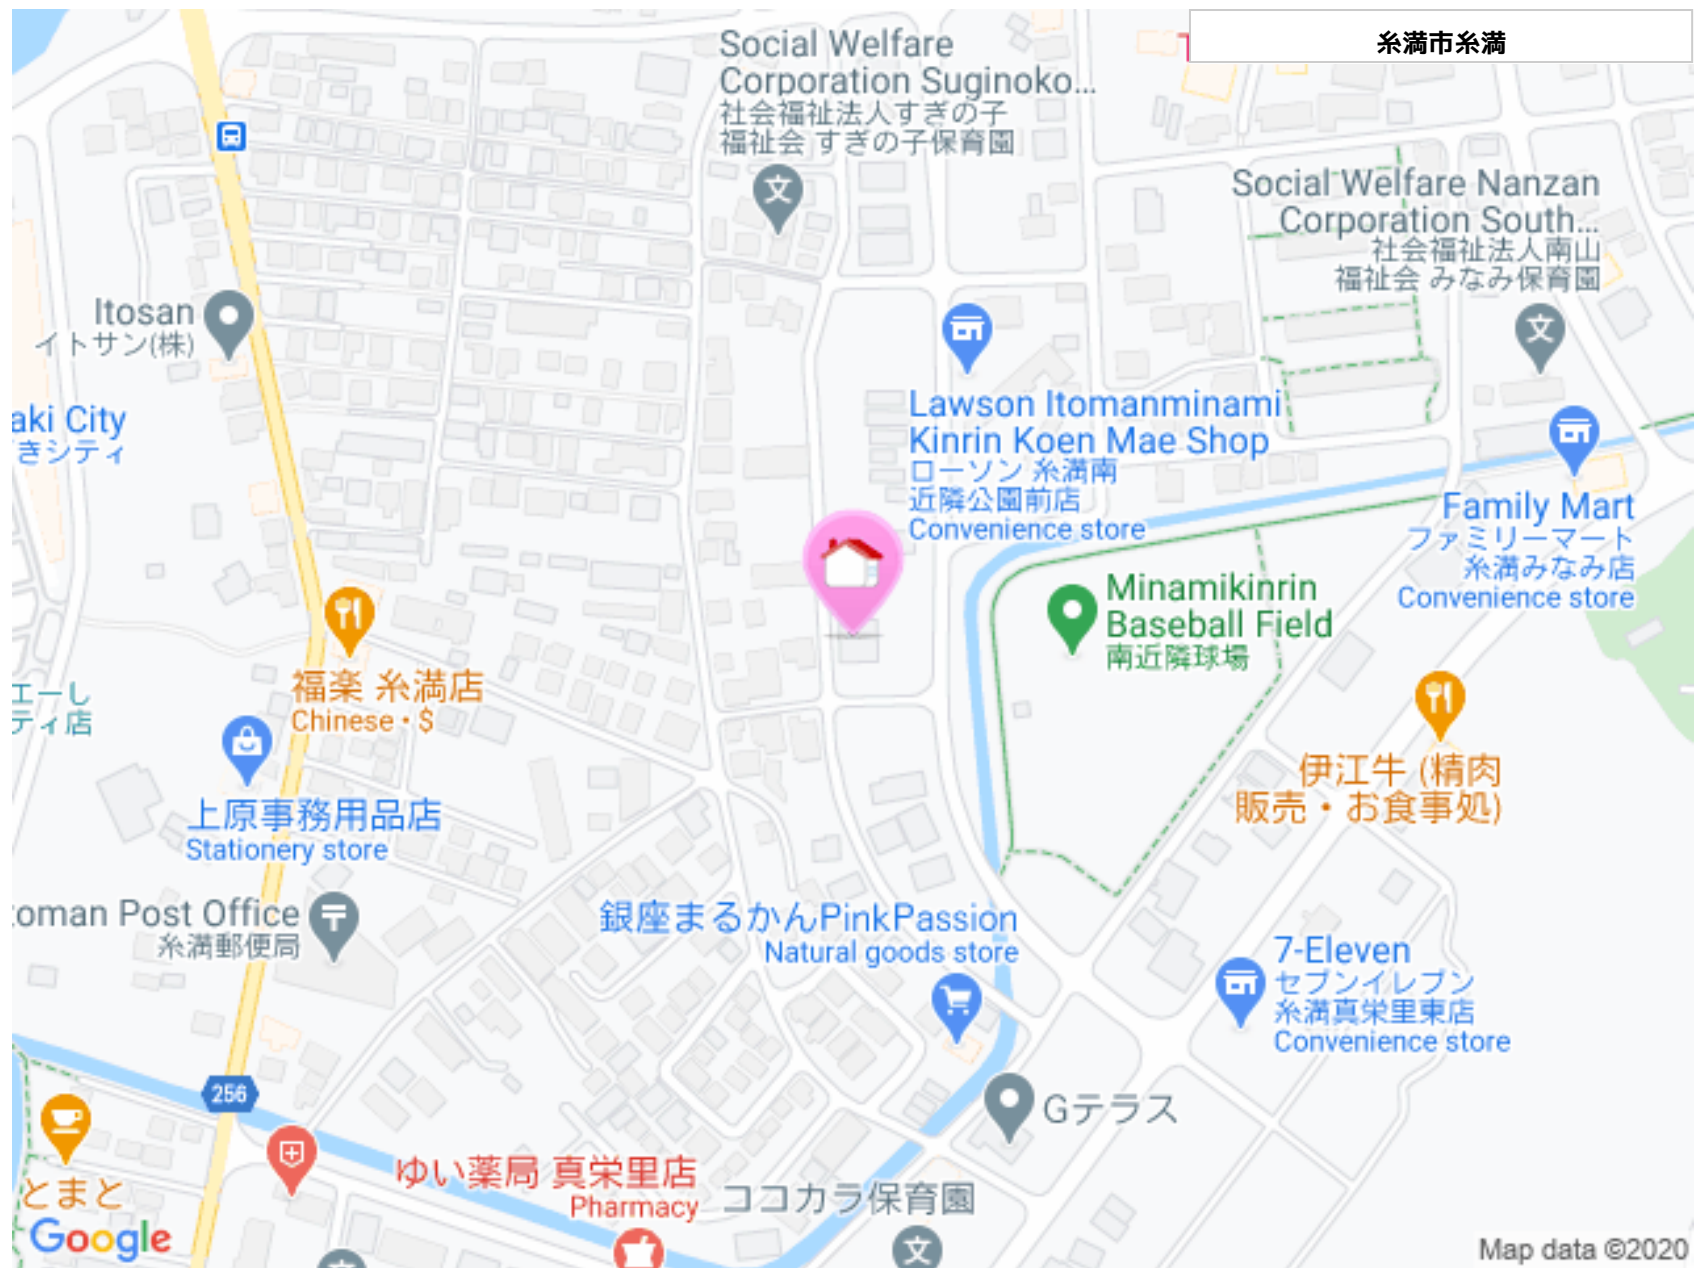 糸満市糸満
Social Welfare
Corporation Suginoko...
社会福祉法人すぎの子
福祉会 すぎの子保育園
Social Welfare Nanzan
Corporation South...
社会福祉法人南山
福祉会 みなみ保育園
Itosan
イトサン(株)
aki City
きシティ
Lawson Itomanminami
Kinrin Koen Mae Shop
ローソン 糸満南
近隣公園前店
Convenience store
Family Mart
ファミリーマート
糸満みなみ店
Convenience store
Minamikinrin
Baseball Field
南近隣球場
福楽 糸満店
Chinese • $
エーし
ティ店
伊江牛 (精肉
販売・お食事処)
上原事務用品店
Stationery store
oman Post Office
糸満郵便局
銀座まるかんPinkPassion
Natural goods store
7-Eleven
セブンイレブン
糸満真栄里東店
Convenience store
256
Gテラス
とまと
ゆい薬局 真栄里店
Pharmacy
ココカラ保育園
Google
Map data ©2020